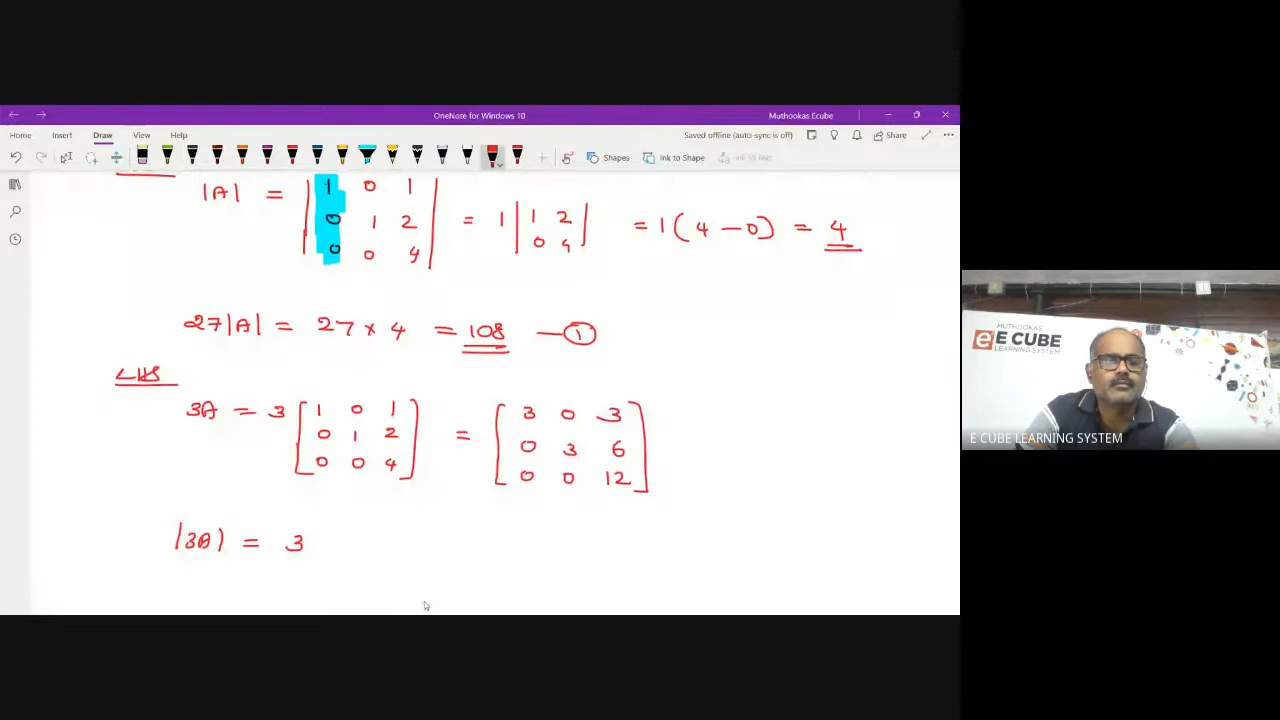 OneNote for Windows 10
Muthookas Ecube
Home Insert Draw View Help
Saved offline (auto-sync is off)
Share
Shapes
Ink to Shape
Ink to Math
|A| = | 1 0 1 | = 1 | 1 2 | = 1(4 - 0) = 4
| 0 1 2 | | 0 4 |
| 0 0 4 |
27|A| = 27 × 4 = 108 — ①
LHS
3A = 3 [ 1 0 1 ] = [ 3 0 3 ]
[ 0 1 2 ] [ 0 3 6 ]
[ 0 0 4 ] [ 0 0 12 ]
|3A| = 3
MUTHOOKAS
e E CUBE
LEARNING SYSTEM
E CUBE LEARNING SYSTEM